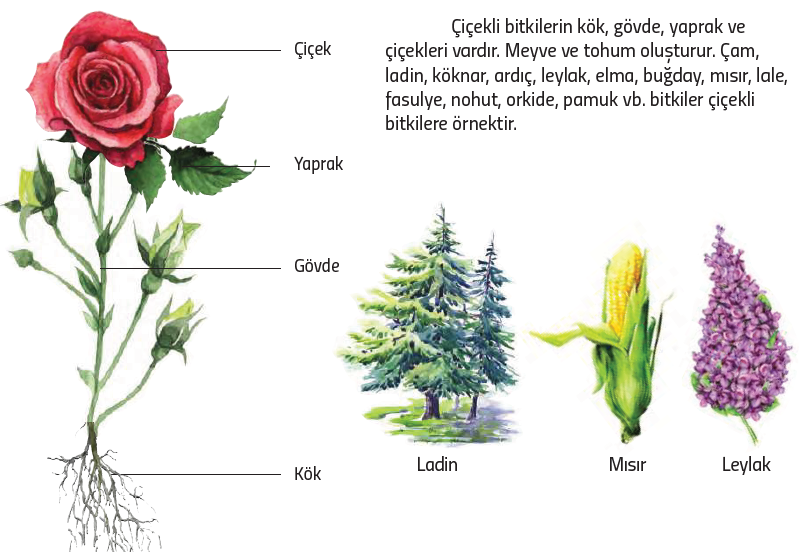 Çiçekli bitkilerin kök, gövde, yaprak ve
çiçekleri vardır. Meyve ve tohum oluşturur. Çam,
ladin, köknar, ardıç, leylak, elma, buğday, mısır, lale,
fasulye, nohut, orkide, pamuk vb. bitkiler çiçekli
bitkilere örnektir.
Çiçek
Yaprak
Gövde
Kök
Ladin
Mısır
Leylak